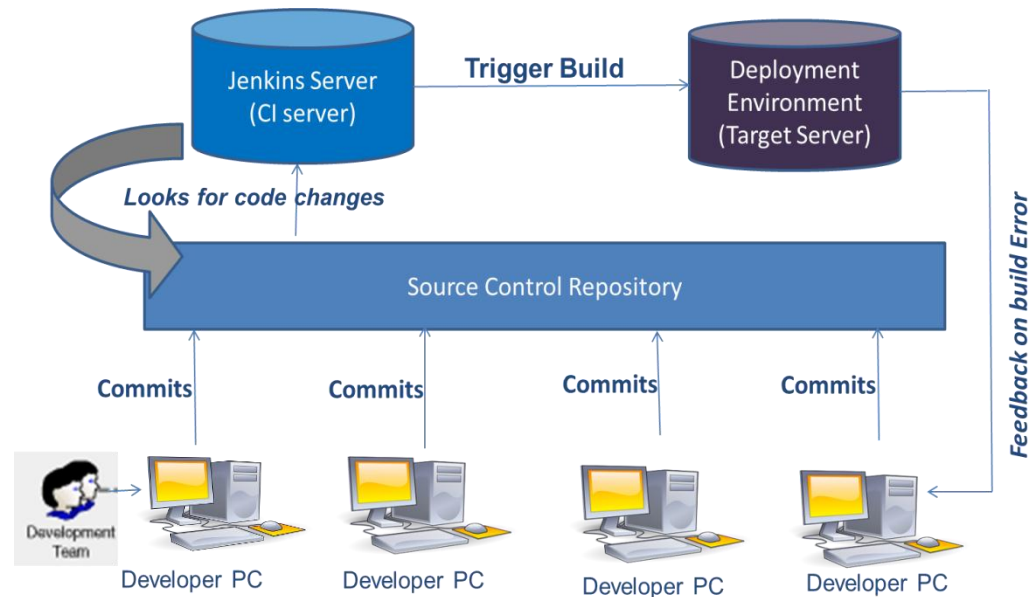 Jenkins Server
(CI server)
Trigger Build
Deployment
Environment
(Target Server)
Looks for code changes
Source Control Repository
Feedback on build Error
Commits
Commits
Commits
Commits
Development
Team
Developer PC
Developer PC
Developer PC
Developer PC